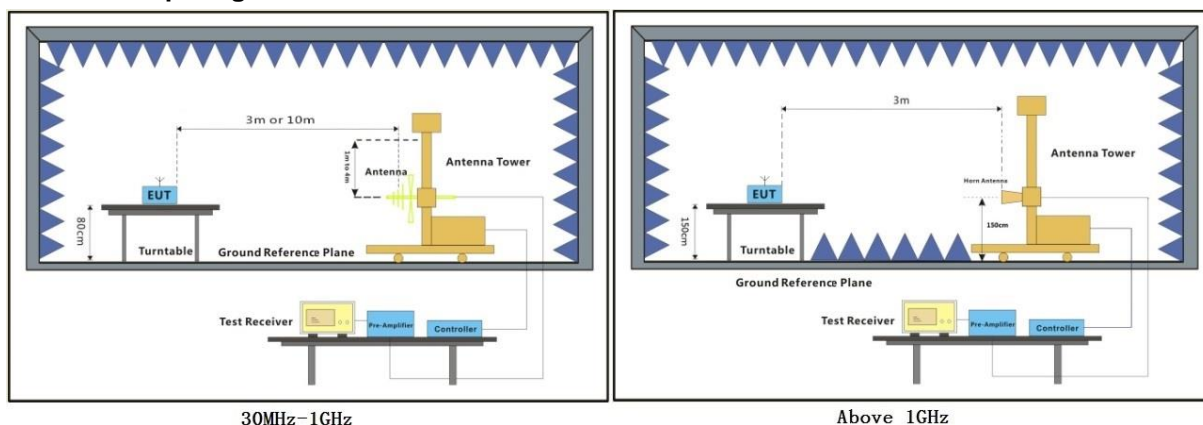 3m or 10m
1m to 4m
Antenna
Antenna Tower
EUT
80cm
Turntable
Ground Reference Plane
Test Receiver
Pre-Amplifier
Controller
30MHz-1GHz
3m
Antenna Tower
Horn Antenna
EUT
150cm
150cm
Turntable
Ground Reference Plane
Test Receiver
Pre-Amplifier
Controller
Above 1GHz